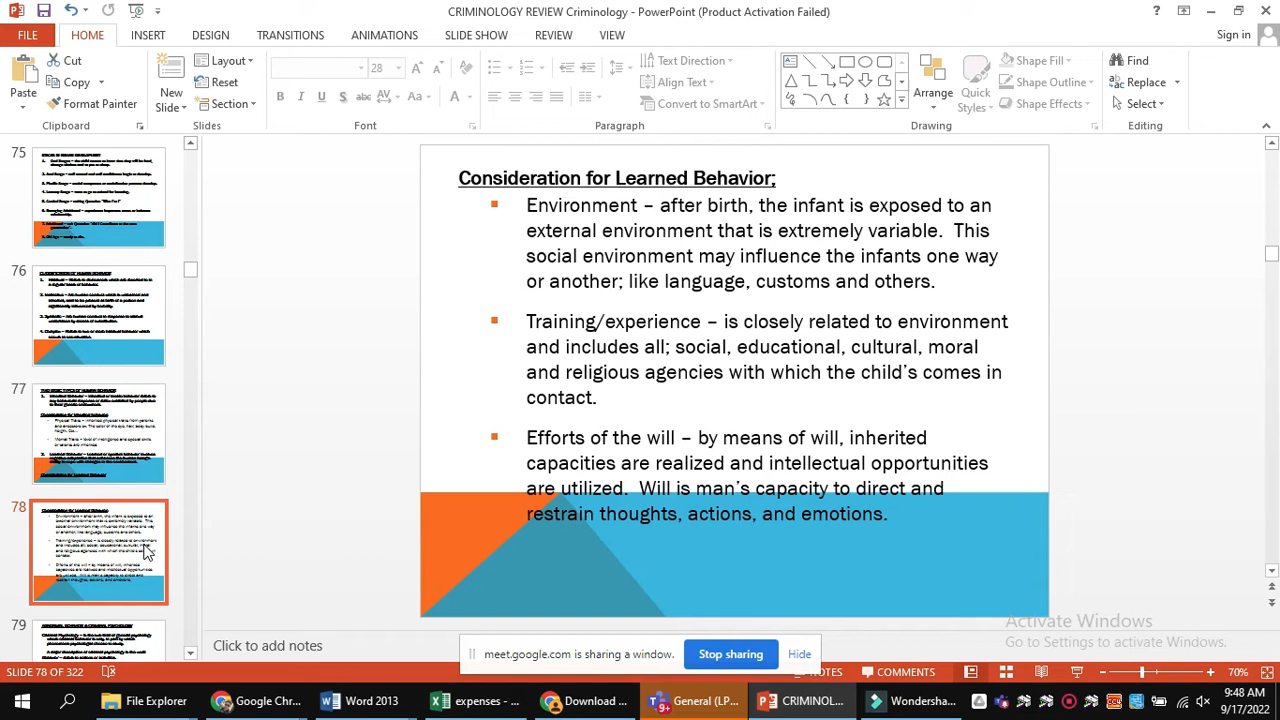 CRIMINOLOGY REVIEW Criminology - PowerPoint (Product Activation Failed)
FILE HOME INSERT DESIGN TRANSITIONS ANIMATIONS SLIDE SHOW REVIEW VIEW Sign in
Paste
Cut
Copy
Format Painter
New Slide
Layout
Reset
Section
28
Text Direction
Align Text
Convert to SmartArt
Arrange
Quick Styles
Shape Fill
Shape Outline
Shape Effects
Find
Replace
Select
Clipboard Slides Font Paragraph Drawing Editing
75
76
77
78
79
Consideration for Learned Behavior;
Environment – after birth the infant is exposed to an
external environment that is extremely variable. This
social environment may influence the infants one way
or another; like language, customs and others.
Training/experience – is closely related to environment
and includes all; social, educational, cultural, moral
and religious agencies with which the child's comes in
contact.
Efforts of the will – by means of will, inherited
capacities are realized and intellectual opportunities
are utilized. Will is man's capacity to direct and
restrain thoughts, actions, and emotions.
Activate Windows
Go to Settings to activate Windows.
Click to add notes
meet.google.com is sharing a window. Stop sharing Hide
SLIDE 78 OF 322 NOTES COMMENTS 70%
File Explorer Google Chr... Word 2013 expenses - ... Download ... General (LP... CRIMINOL... Wondersha...
9:48 AM
9/17/2022